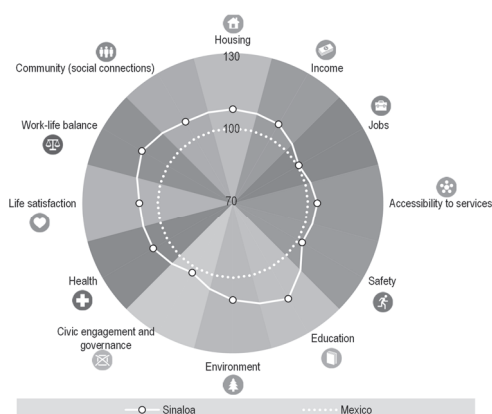 Housing
130
Community (social connections)
Income
Work-life balance
100
Jobs
Life satisfaction
70
Accessibility to services
Health
Safety
Civic engagement and
governance
Education
Environment
Sinaloa
Mexico